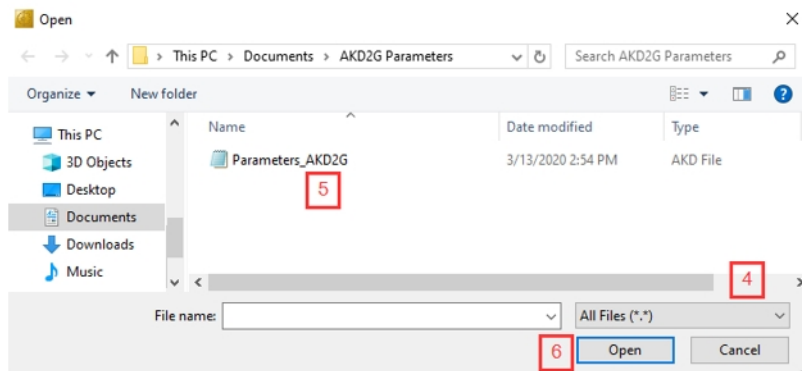 Open
This PC > Documents > AKD2G Parameters
Search AKD2G Parameters
Organize
New folder
This PC
3D Objects
Desktop
Documents
Downloads
Music
Name
Date modified
Type
Parameters_AKD2G
3/13/2020 2:54 PM
AKD File
5
4
File name:
All Files (*.*)
6
Open
Cancel